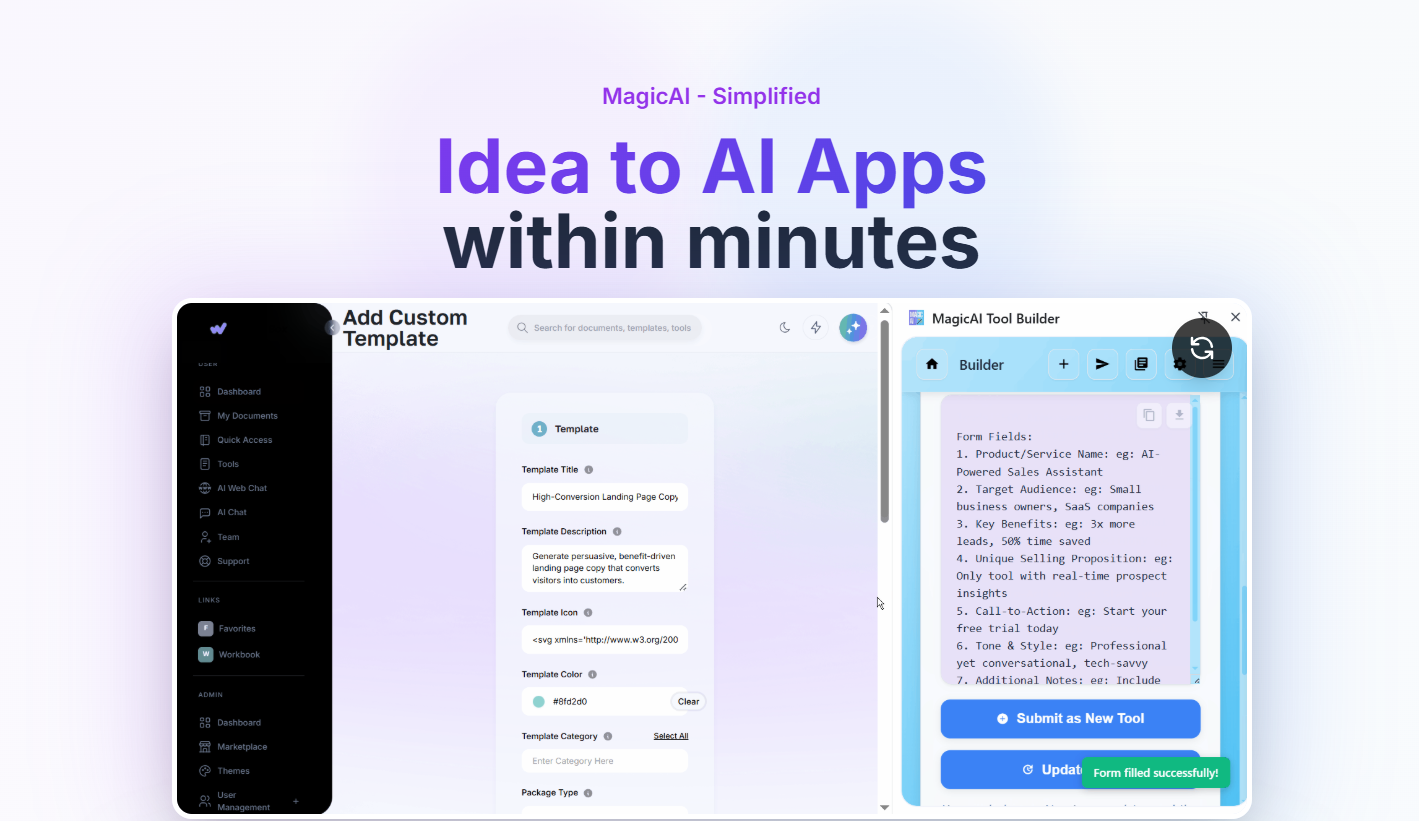 MagicAI - Simplified
Idea to AI Apps
within minutes
USER
Dashboard
My Documents
Quick Access
Tools
AI Web Chat
AI Chat
Team
Support
LINKS
F Favorites
W Workbook
ADMIN
Dashboard
Marketplace
Themes
User
Management +
Add Custom
Template
Search for documents, templates, tools
1 Template
Template Title
High-Conversion Landing Page Copy
Template Description
Generate persuasive, benefit-driven
landing page copy that converts
visitors into customers.
Template Icon
<svg xmlns='http://www.w3.org/200
Template Color
#8fd2d0 Clear
Template Category Select All
Enter Category Here
Package Type
MagicAI Tool Builder
Builder
Form Fields:
1. Product/Service Name: eg: AI-
Powered Sales Assistant
2. Target Audience: eg: Small
business owners, SaaS companies
3. Key Benefits: eg: 3x more
leads, 50% time saved
4. Unique Selling Proposition: eg:
Only tool with real-time prospect
insights
5. Call-to-Action: eg: Start your
free trial today
6. Tone & Style: eg: Professional
yet conversational, tech-savvy
7. Additional Notes: eg: Include
Submit as New Tool
Form filled successfully!